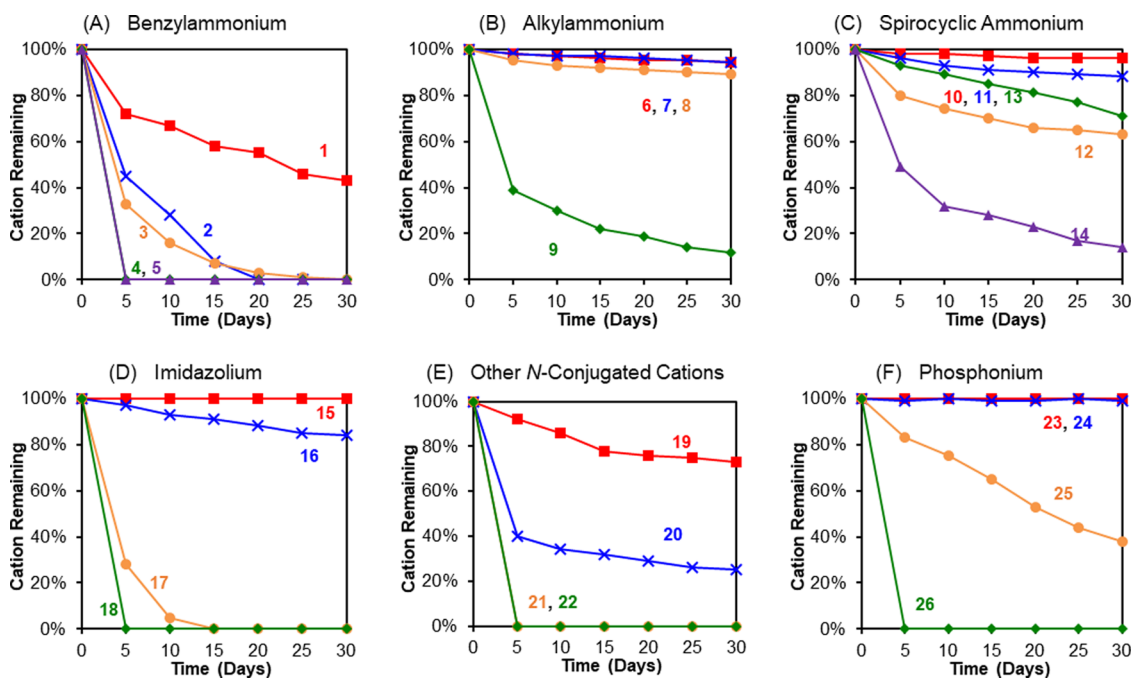 (A) Benzylammonium
100%
80%
60%
40%
20%
0%
Cation Remaining
1
2
3
4, 5
0 5 10 15 20 25 30
Time (Days)
(B) Alkylammonium
100%
80%
60%
40%
20%
0%
Cation Remaining
6, 7, 8
9
0 5 10 15 20 25 30
Time (Days)
(C) Spirocyclic Ammonium
100%
80%
60%
40%
20%
0%
Cation Remaining
10, 11, 13
12
14
0 5 10 15 20 25 30
Time (Days)
(D) Imidazolium
100%
80%
60%
40%
20%
0%
Cation Remaining
15
16
17
18
0 5 10 15 20 25 30
Time (Days)
(E) Other N-Conjugated Cations
100%
80%
60%
40%
20%
0%
Cation Remaining
19
20
21, 22
0 5 10 15 20 25 30
Time (Days)
(F) Phosphonium
100%
80%
60%
40%
20%
0%
Cation Remaining
23, 24
25
26
0 5 10 15 20 25 30
Time (Days)